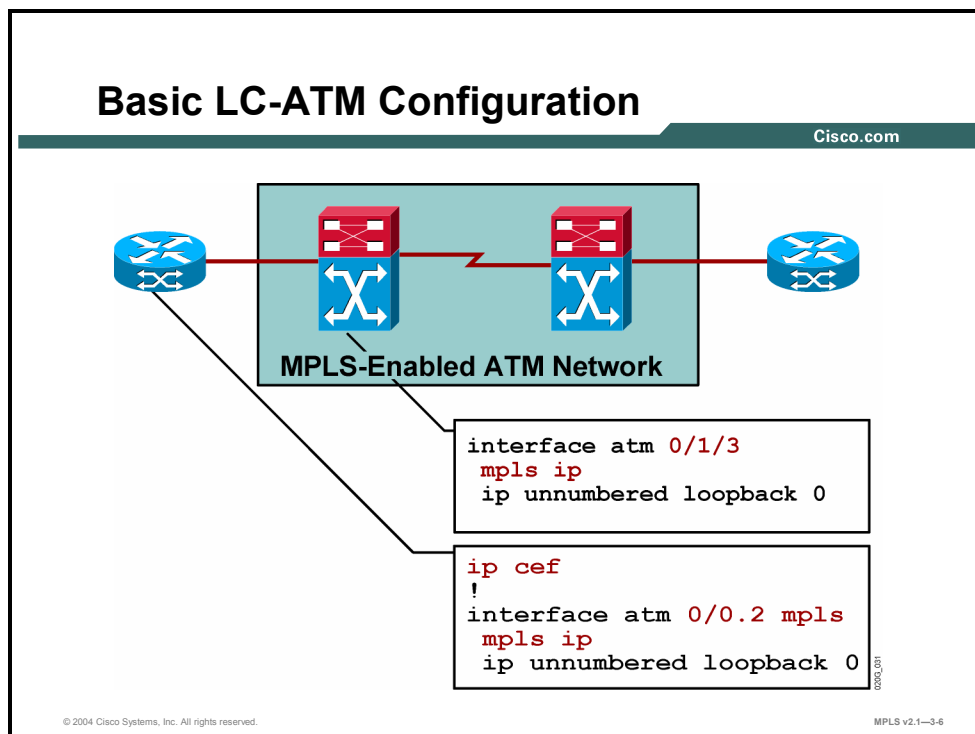 Basic LC-ATM Configuration
Cisco.com
MPLS-Enabled ATM Network
interface atm 0/1/3
mpls ip
ip unnumbered loopback 0
ip cef
!
interface atm 0/0.2 mpls
mpls ip
ip unnumbered loopback 0
020G_031
© 2004 Cisco Systems, Inc. All rights reserved.
MPLS v2.1—3-6